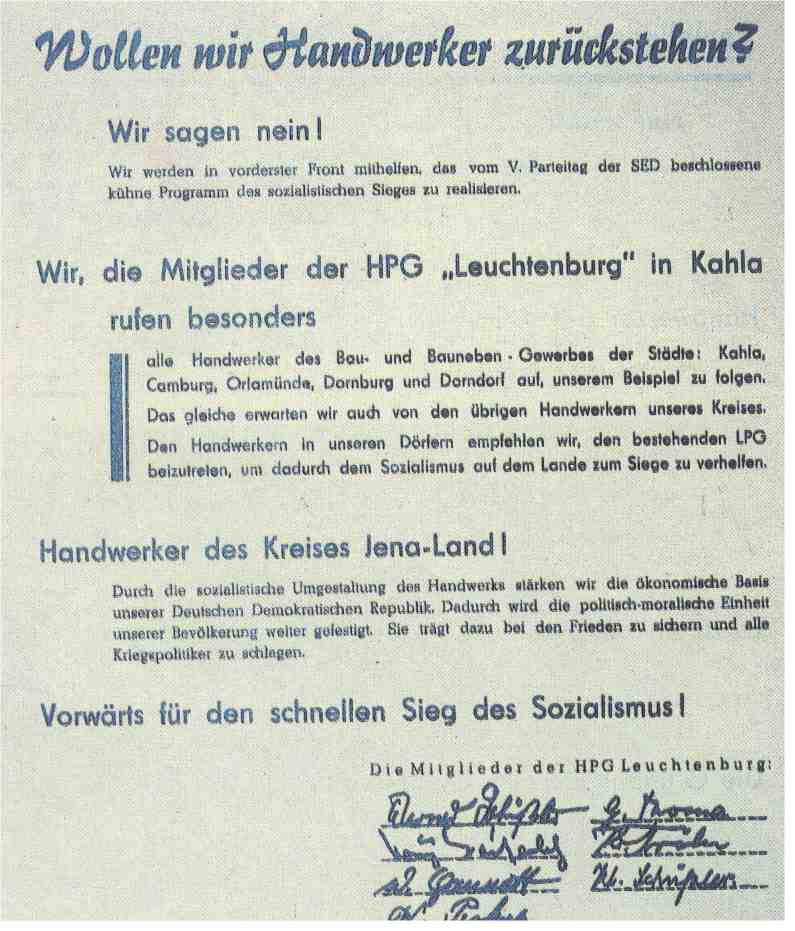 Wollen wir Handwerker zurückstehen?
Wir sagen nein!
Wir werden in vorderster Front mithelfen, das vom V. Parteitag der SED beschlossene
kühne Programm des sozialistischen Sieges zu realisieren.
Wir, die Mitglieder der HPG „Leuchtenburg" in Kahla
rufen besonders
alle Handwerker des Bau- und Bauneben-Gewerbes der Städte: Kahla,
Camburg, Orlamünde, Dornburg und Dorndorf auf, unserem Beispiel zu folgen.
Das gleiche erwarten wir auch von den übrigen Handwerkern unseres Kreises.
Den Handwerkern in unseren Dörfern empfehlen wir, den bestehenden LPG
beizutreten, um dadurch dem Sozialismus auf dem Lande zum Siege zu verhelfen.
Handwerker des Kreises Jena-Land!
Durch die sozialistische Umgestaltung des Handwerks stärken wir die ökonomische Basis
unserer Deutschen Demokratischen Republik. Dadurch wird die politisch-moralische Einheit
unserer Bevölkerung weiter gefestigt. Sie trägt dazu bei den Frieden zu sichern und alle
Kriegspolitiker zu schlagen.
Vorwärts für den schnellen Sieg des Sozialismus!
Die Mitglieder der HPG Leuchtenburg: